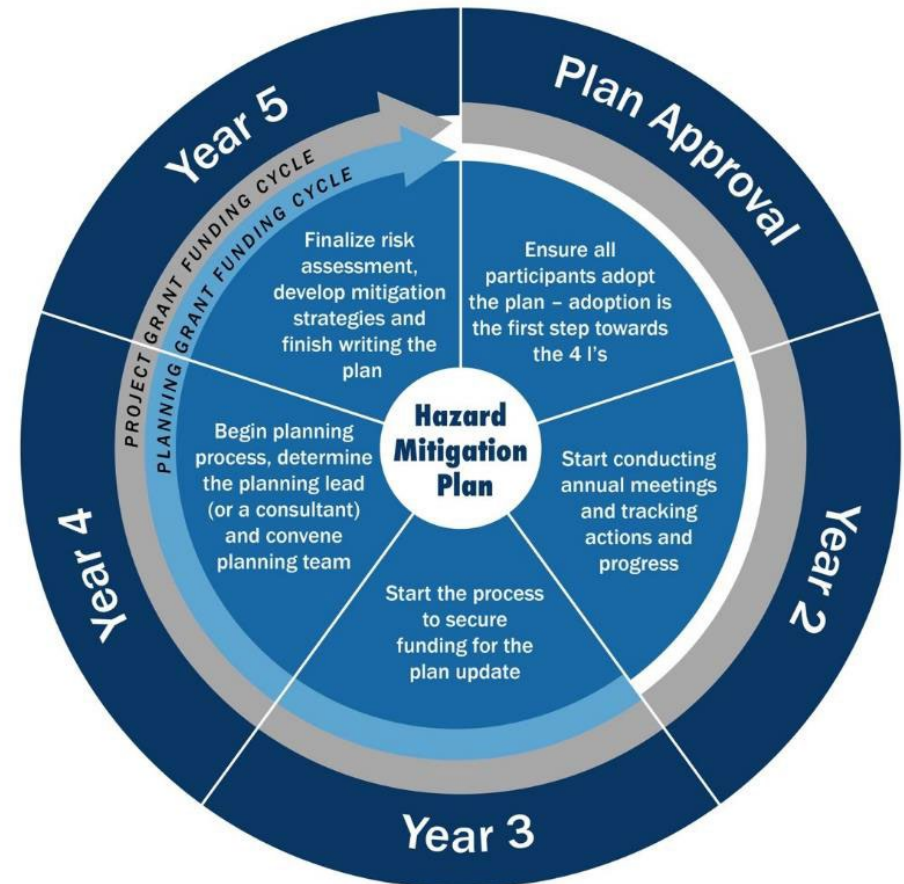 Plan Approval
Ensure all
participants adopt
the plan – adoption is
the first step towards
the 4 I's
Year 2
Start conducting
annual meetings
and tracking
actions and
progress
Year 3
Start the process
to secure
funding for the
plan update
Year 4
Begin planning
process, determine
the planning lead
(or a consultant)
and convene
planning team
Year 5
Finalize risk
assessment,
develop mitigation
strategies and
finish writing the
plan
PROJECT GRANT FUNDING CYCLE
PLANNING GRANT FUNDING CYCLE
Hazard
Mitigation
Plan